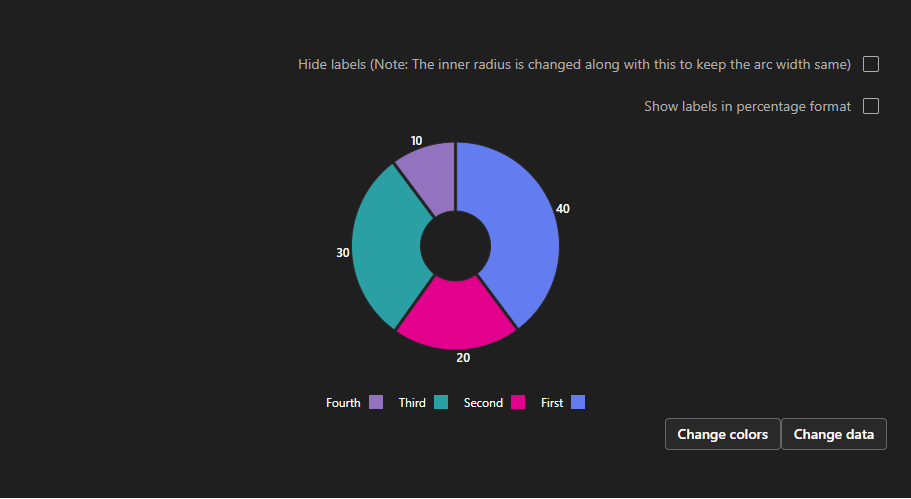 Hide labels (Note: The inner radius is changed along with this to keep the arc width same)
Show labels in percentage format
10
40
30
20
Fourth Third Second First
Change colors Change data